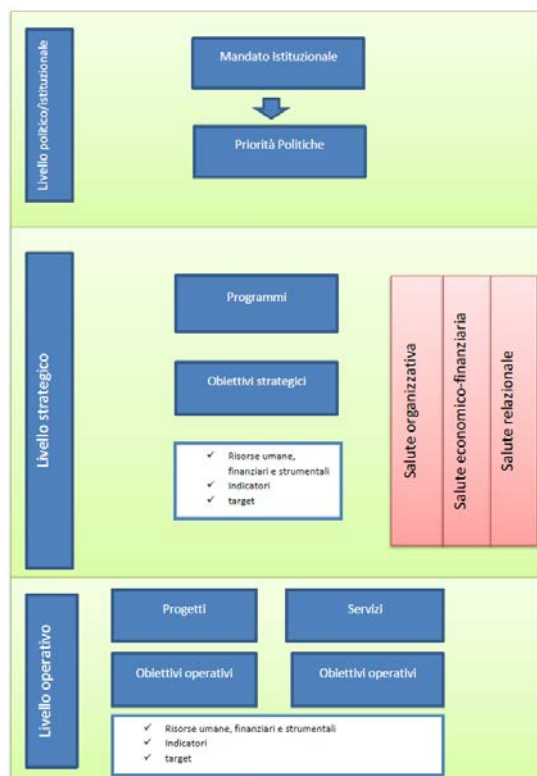 Livello politico/istituzionale
Mandato Istituzionale
Priorità Politiche
Livello strategico
Programmi
Obiettivi strategici
✓ Risorse umane,
finanziari e strumentali
✓ Indicatori
✓ target
Salute organizzativa
Salute economico-finanziaria
Salute relazionale
Livello operativo
Progetti
Servizi
Obiettivi operativi
Obiettivi operativi
✓ Risorse umane, finanziari e strumentali
✓ Indicatori
✓ target